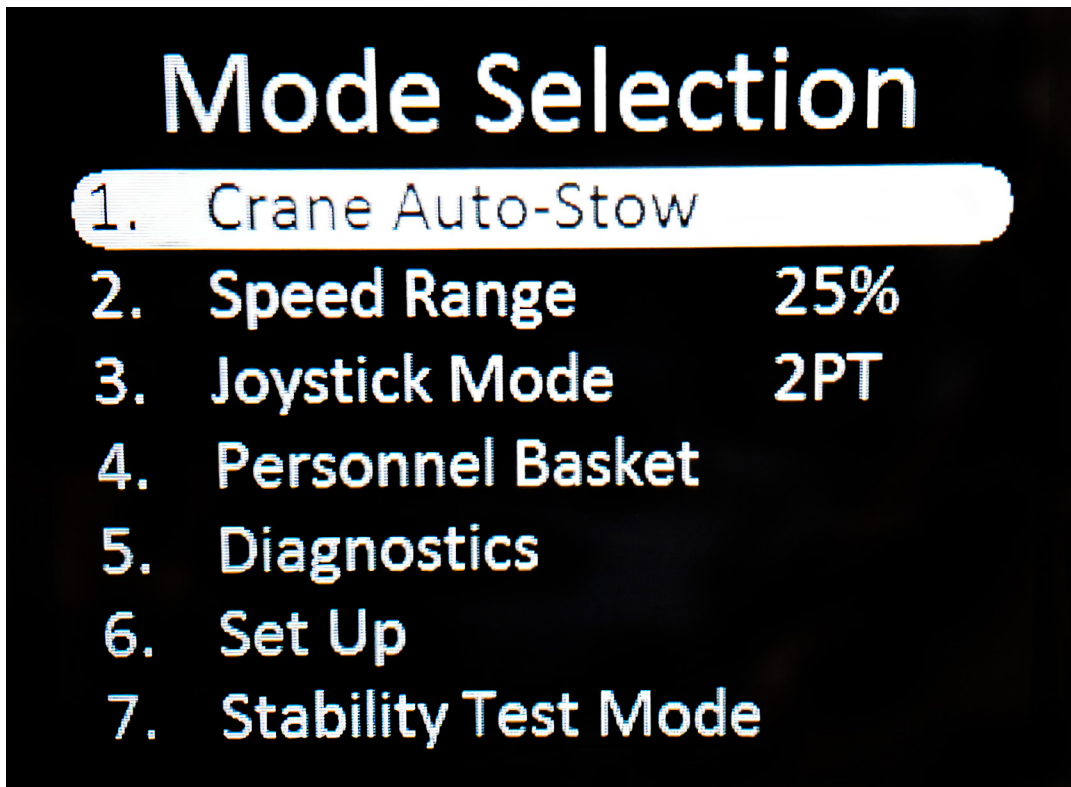 Mode Selection
1. Crane Auto-Stow
2. Speed Range 25%
3. Joystick Mode 2PT
4. Personnel Basket
5. Diagnostics
6. Set Up
7. Stability Test Mode